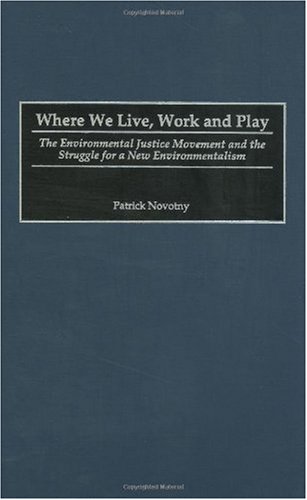 Where We Live, Work and Play
The Environmental Justice Movement and the
Struggle for a New Environmentalism
Patrick Novotny